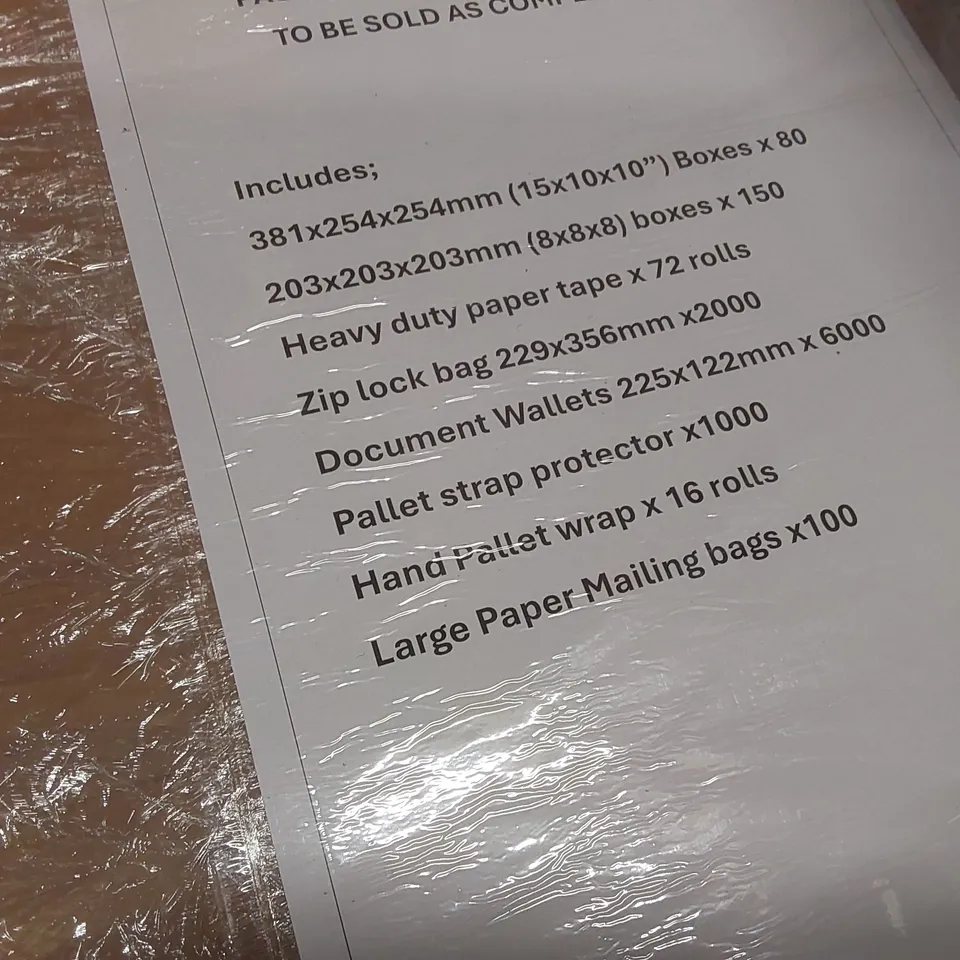 TO BE SOLD AS
Includes;
381x254x254mm (15x10x10”) Boxes x 80
203x203x203mm (8x8x8) boxes x 150
Heavy duty paper tape x 72 rolls
Zip lock bag 229x356mm x2000
Document Wallets 225x122mm x 6000
Pallet strap protector x1000
Hand Pallet wrap x 16 rolls
Large Paper Mailing bags x100